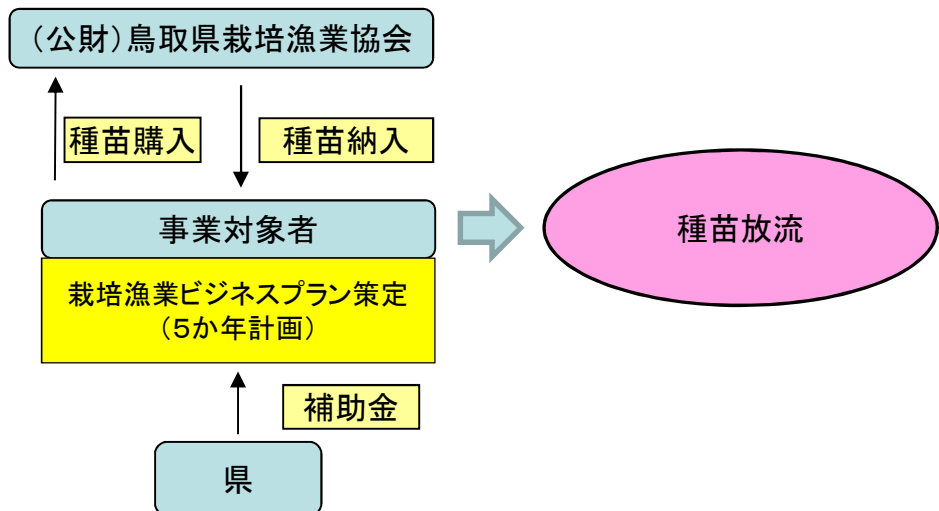 （公財）鳥取県栽培漁業協会
種苗購入
種苗納入
事業対象者
種苗放流
栽培漁業ビジネスプラン策定
（５か年計画）
補助金
県